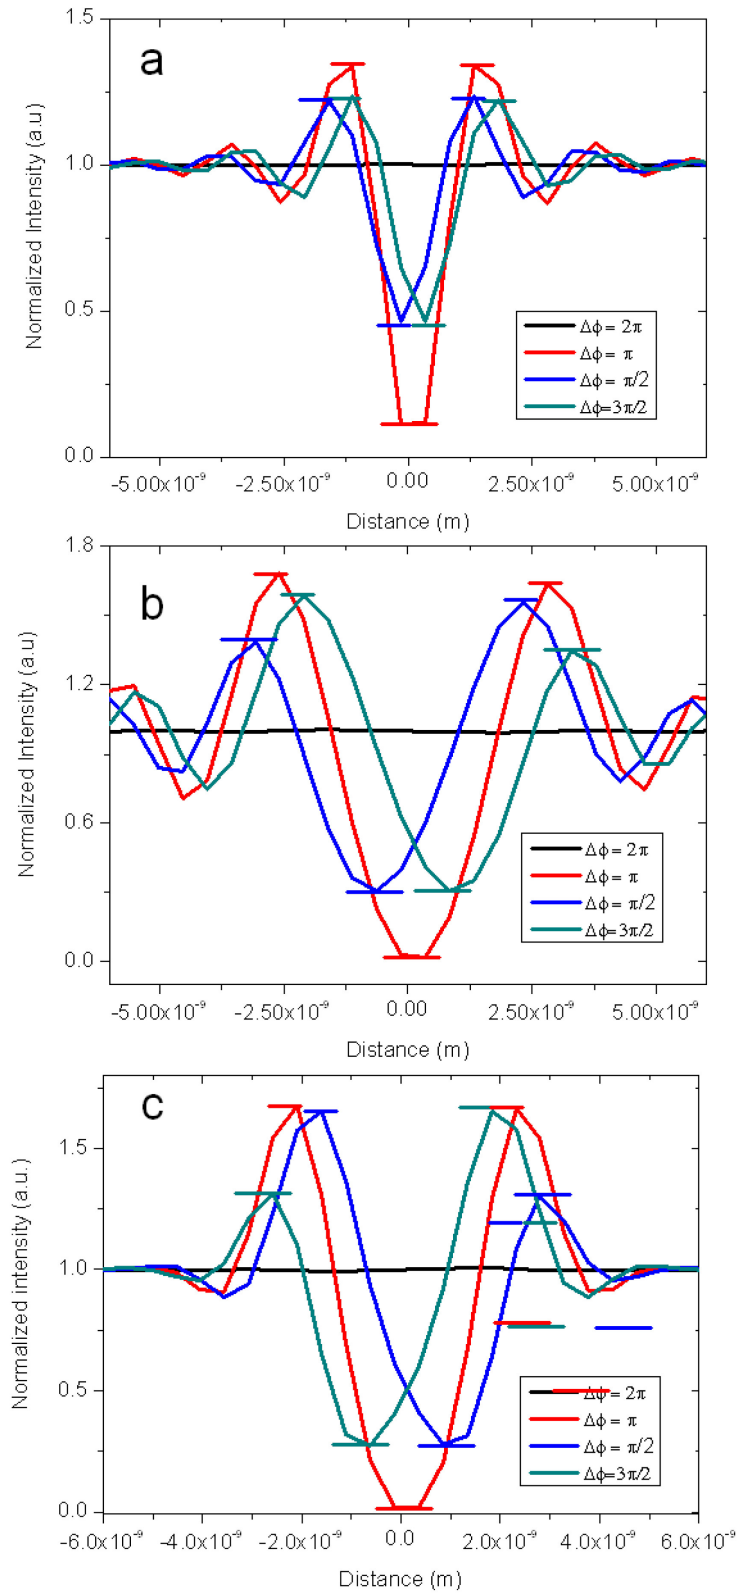 a
1.5
1.0
0.5
0.0
Normalized Intensity (a.u)
Δϕ = 2π
Δϕ = π
Δϕ = π/2
Δϕ=3π/2
-5.00x10⁻⁹ -2.50x10⁻⁹ 0.00 2.50x10⁻⁹ 5.00x10⁻⁹
Distance (m)
b
1.8
1.2
0.6
0.0
Normalized Intensity (a.u)
Δϕ = 2π
Δϕ = π
Δϕ = π/2
Δϕ=3π/2
-5.00x10⁻⁹ -2.50x10⁻⁹ 0.00 2.50x10⁻⁹ 5.00x10⁻⁹
Distance (m)
c
1.5
1.0
0.5
0.0
Normalized intensity (a.u.)
Δϕ = 2π
Δϕ = π
Δϕ = π/2
Δϕ=3π/2
-6.0x10⁻⁹ -4.0x10⁻⁹ -2.0x10⁻⁹ 0.0 2.0x10⁻⁹ 4.0x10⁻⁹ 6.0x10⁻⁹
Distance (m)